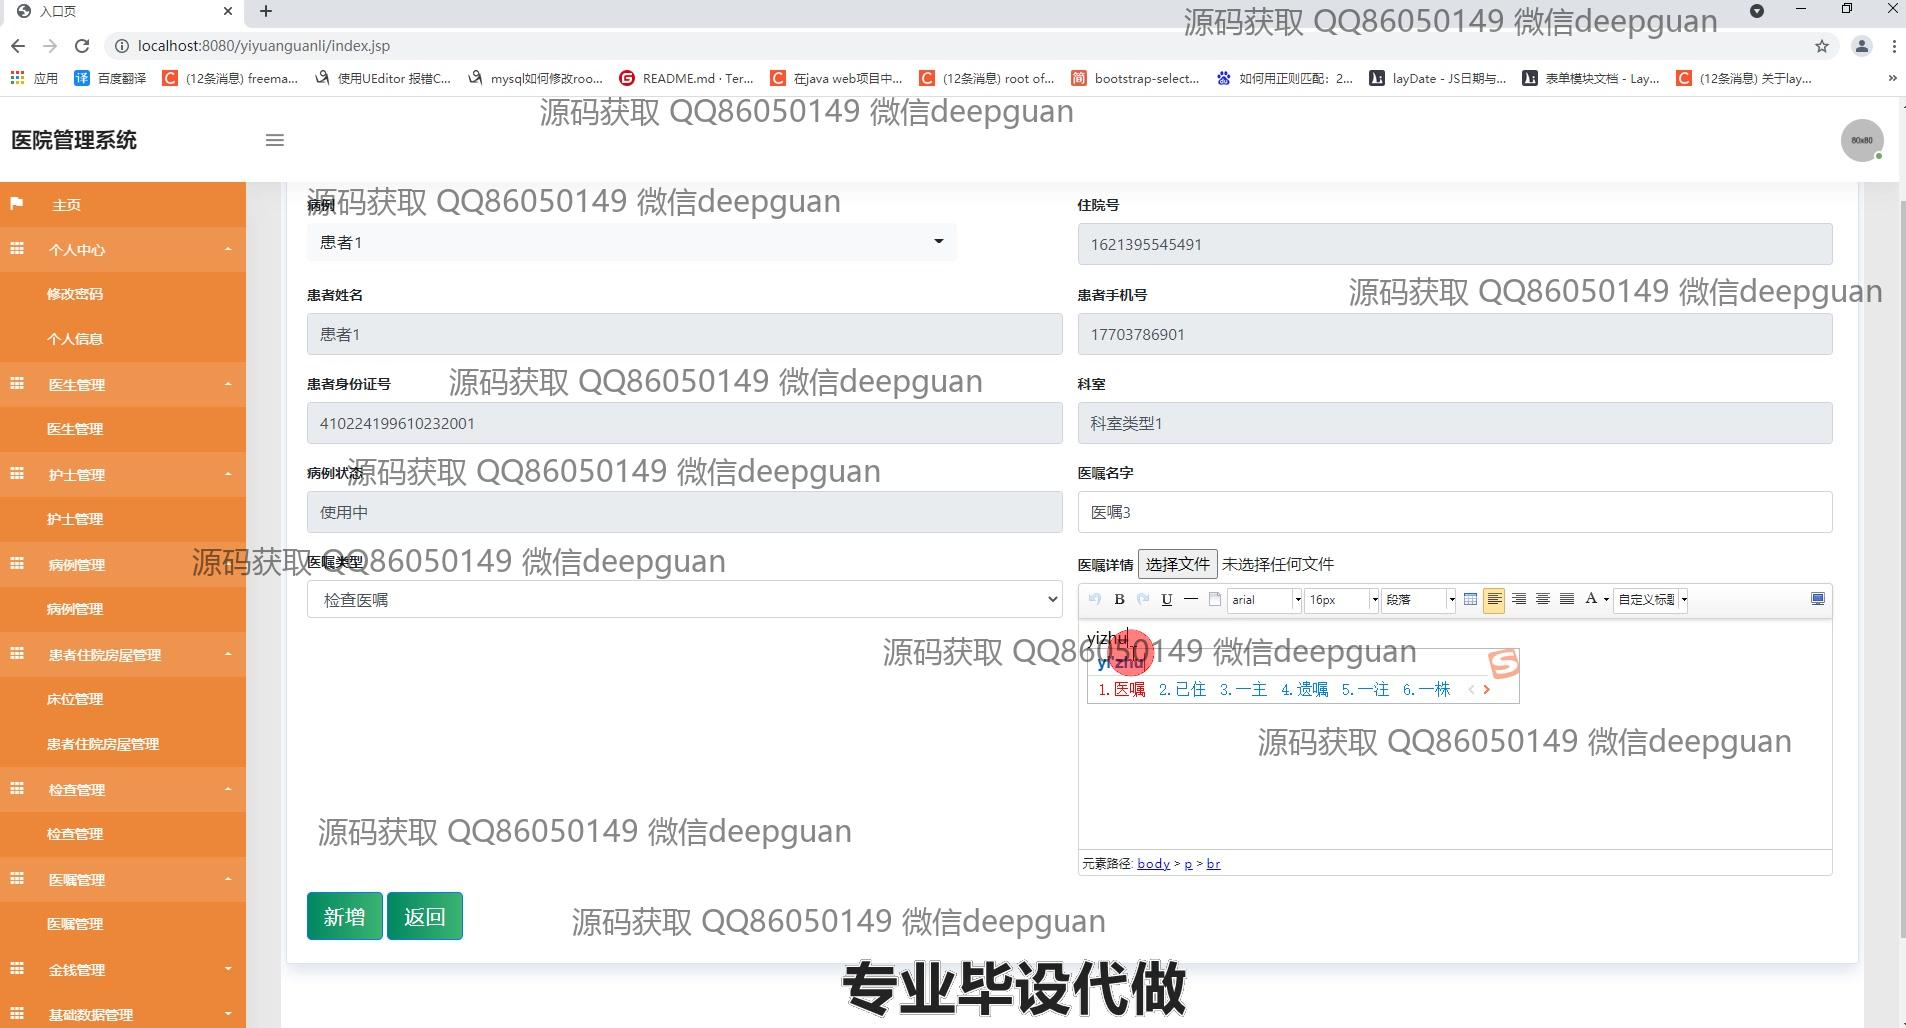 入口页
localhost:8080/yiyuanguanli/index.jsp
源码获取 QQ86050149 微信deepguan
应用 百度翻译 (12条消息) freema... 使用UEditor 报错C... mysql如何修改roo... README.md · Ter... 在java web项目中... (12条消息) root of... bootstrap-select... 如何用正则匹配：2... layDate - JS日期与... 表单模块文档 - Lay... (12条消息) 关于lay... »
源码获取 QQ86050149 微信deepguan
医院管理系统
80x80
主页
个人中心
修改密码
个人信息
医生管理
医生管理
护士管理
护士管理
病例管理
病例管理
患者住院房屋管理
床位管理
患者住院房屋管理
检查管理
检查管理
医嘱管理
医嘱管理
金钱管理
基础数据管理
源码获取 QQ86050149 微信deepguan
病例
患者1
住院号
1621395545491
源码获取 QQ86050149 微信deepguan
患者姓名
患者1
患者手机号
17703786901
源码获取 QQ86050149 微信deepguan
患者身份证号
410224199610232001
科室
科室类型1
源码获取 QQ86050149 微信deepguan
病例状态
使用中
医嘱名字
医嘱3
源码获取 QQ86050149 微信deepguan
医嘱类型
检查医嘱
医嘱详情 选择文件 未选择任何文件
B U arial 16px 段落 A 自定义标题
yizhu
源码获取 QQ86050149 微信deepguan
yi'zhu
1.医嘱 2.已住 3.一主 4.遗嘱 5.一注 6.一株
源码获取 QQ86050149 微信deepguan
源码获取 QQ86050149 微信deepguan
元素路径: body > p > br
新增 返回
源码获取 QQ86050149 微信deepguan
专业毕设代做